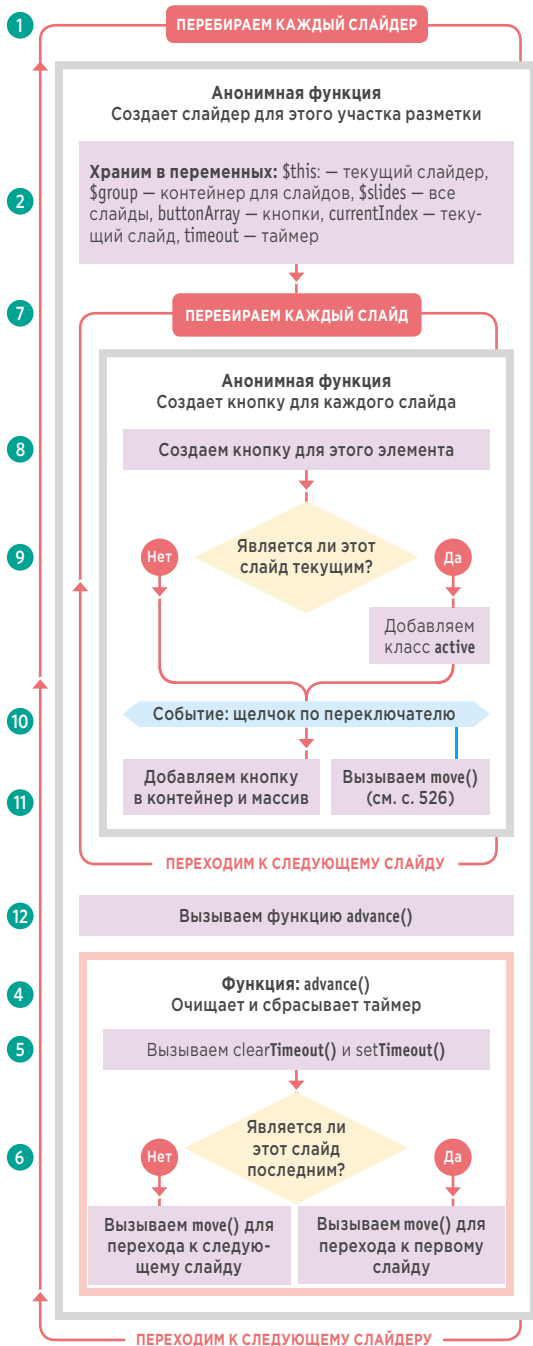 1
ПЕРЕБИРАЕМ КАЖДЫЙ СЛАЙДЕР
Анонимная функция
Создает слайдер для этого участка разметки
2
Храним в переменных: $this: — текущий слайдер,
$group — контейнер для слайдов, $slides — все
слайды, buttonArray — кнопки, currentIndex — теку-
щий слайд, timeout — таймер
7
ПЕРЕБИРАЕМ КАЖДЫЙ СЛАЙД
Анонимная функция
Создает кнопку для каждого слайда
8
Создаем кнопку для этого элемента
9
Нет
Является ли этот
слайд текущим?
Да
Добавляем
класс active
10
Событие: щелчок по переключателю
11
Добавляем кнопку
в контейнер и массив
Вызываем move()
(см. с. 526)
ПЕРЕХОДИМ К СЛЕДУЮЩЕМУ СЛАЙДУ
12
Вызываем функцию advance()
4
Функция: advance()
Очищает и сбрасывает таймер
5
Вызываем clearTimeout() и setTimeout()
6
Нет
Является ли
этот слайд
последним?
Да
Вызываем move() для
перехода к следую-
щему слайду
Вызываем move() для
перехода к первому
слайду
ПЕРЕХОДИМ К СЛЕДУЮЩЕМУ СЛАЙДЕРУ